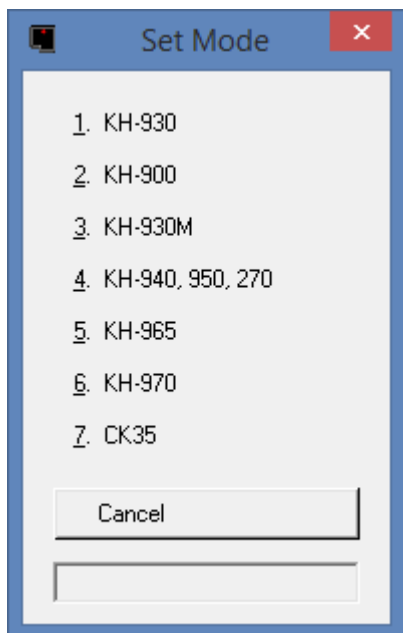 Set Mode
1. KH-930
2. KH-900
3. KH-930M
4. KH-940, 950, 270
5. KH-965
6. KH-970
7. CK35
Cancel